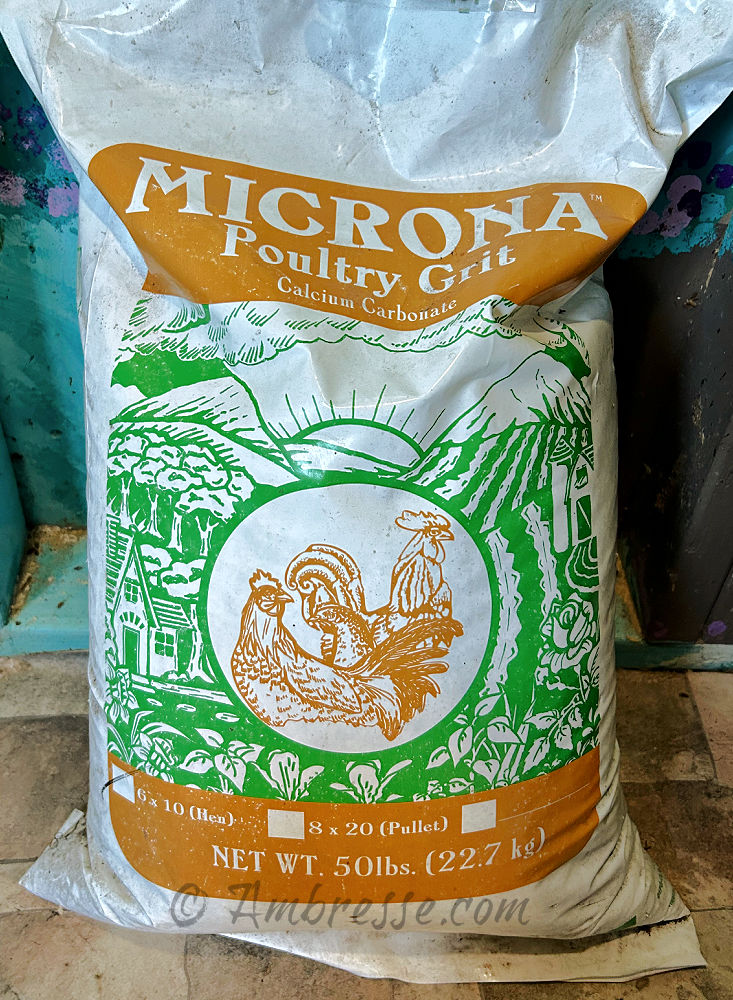 MICRONA™
Poultry Grit
Calcium Carbonate
6 x 10 (Hen)
8 x 20 (Pullet)
NET WT. 50lbs. (22.7 kg)
© Ambresse.com